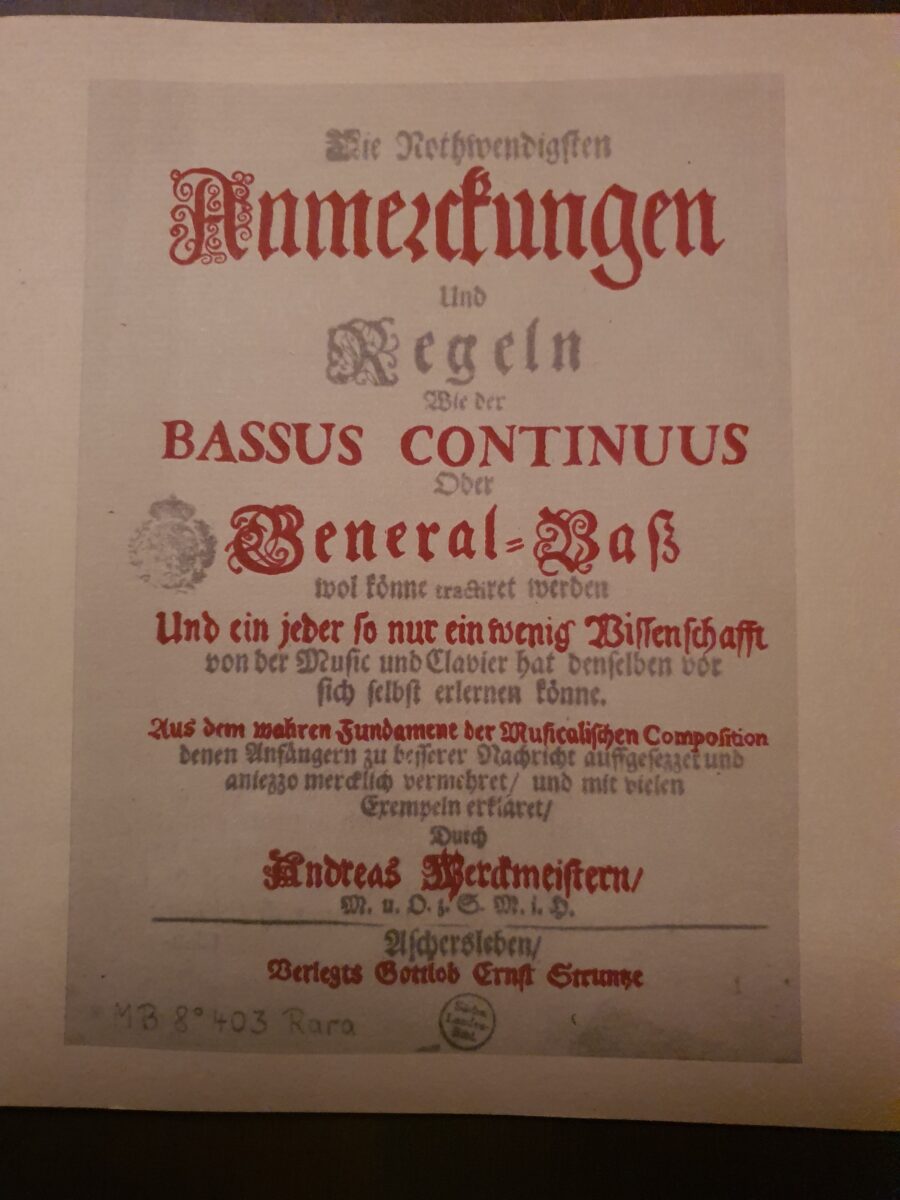 Die Nothwendigsten
Anmerckungen
Und
Regeln
Wie der
BASSUS CONTINUUS
Oder
General-Baß
wol könne tractiret werden
Und ein jeder so nur ein wenig Wissenschafft
von der Music und Clavier hat denselben vor
sich selbst erlernen könne.
Aus dem wahren Fundament der Musicalischen Composition
denen Anfängern zu besserer Nachricht auffgesezzet und
aniezzo mercklich vermehret/ und mit vielen
Exempeln erkläret/
Durch
Andreas Werckmeistern/
M. u. O. z. S. M. i. H.
Aschersleben/
Verlegts Gottlob Ernst Struntze
MB 8° 403 Rara